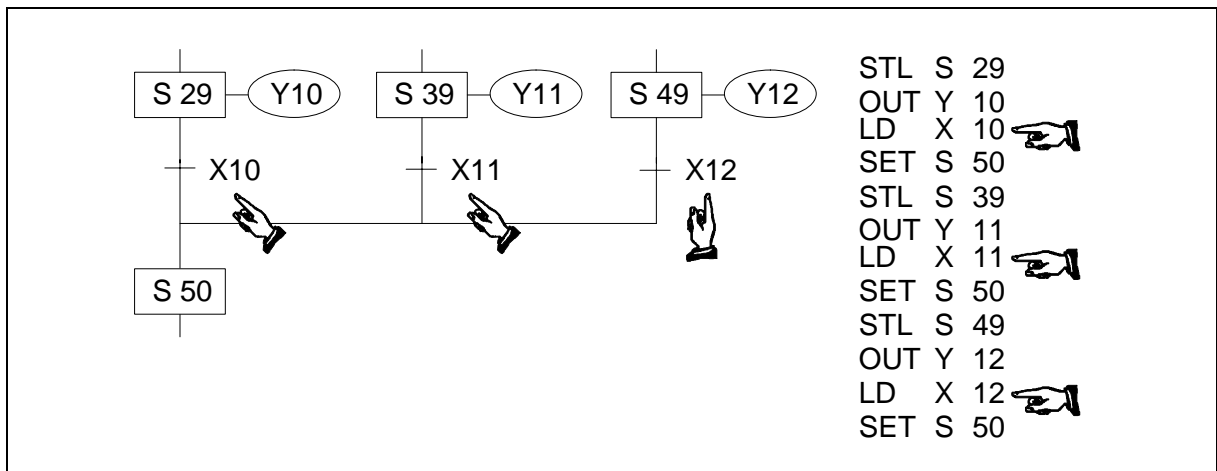 S 29 Y10 S 39 Y11 S 49 Y12
X10 X11 X12
S 50
STL S 29
OUT Y 10
LD X 10
SET S 50
STL S 39
OUT Y 11
LD X 11
SET S 50
STL S 49
OUT Y 12
LD X 12
SET S 50